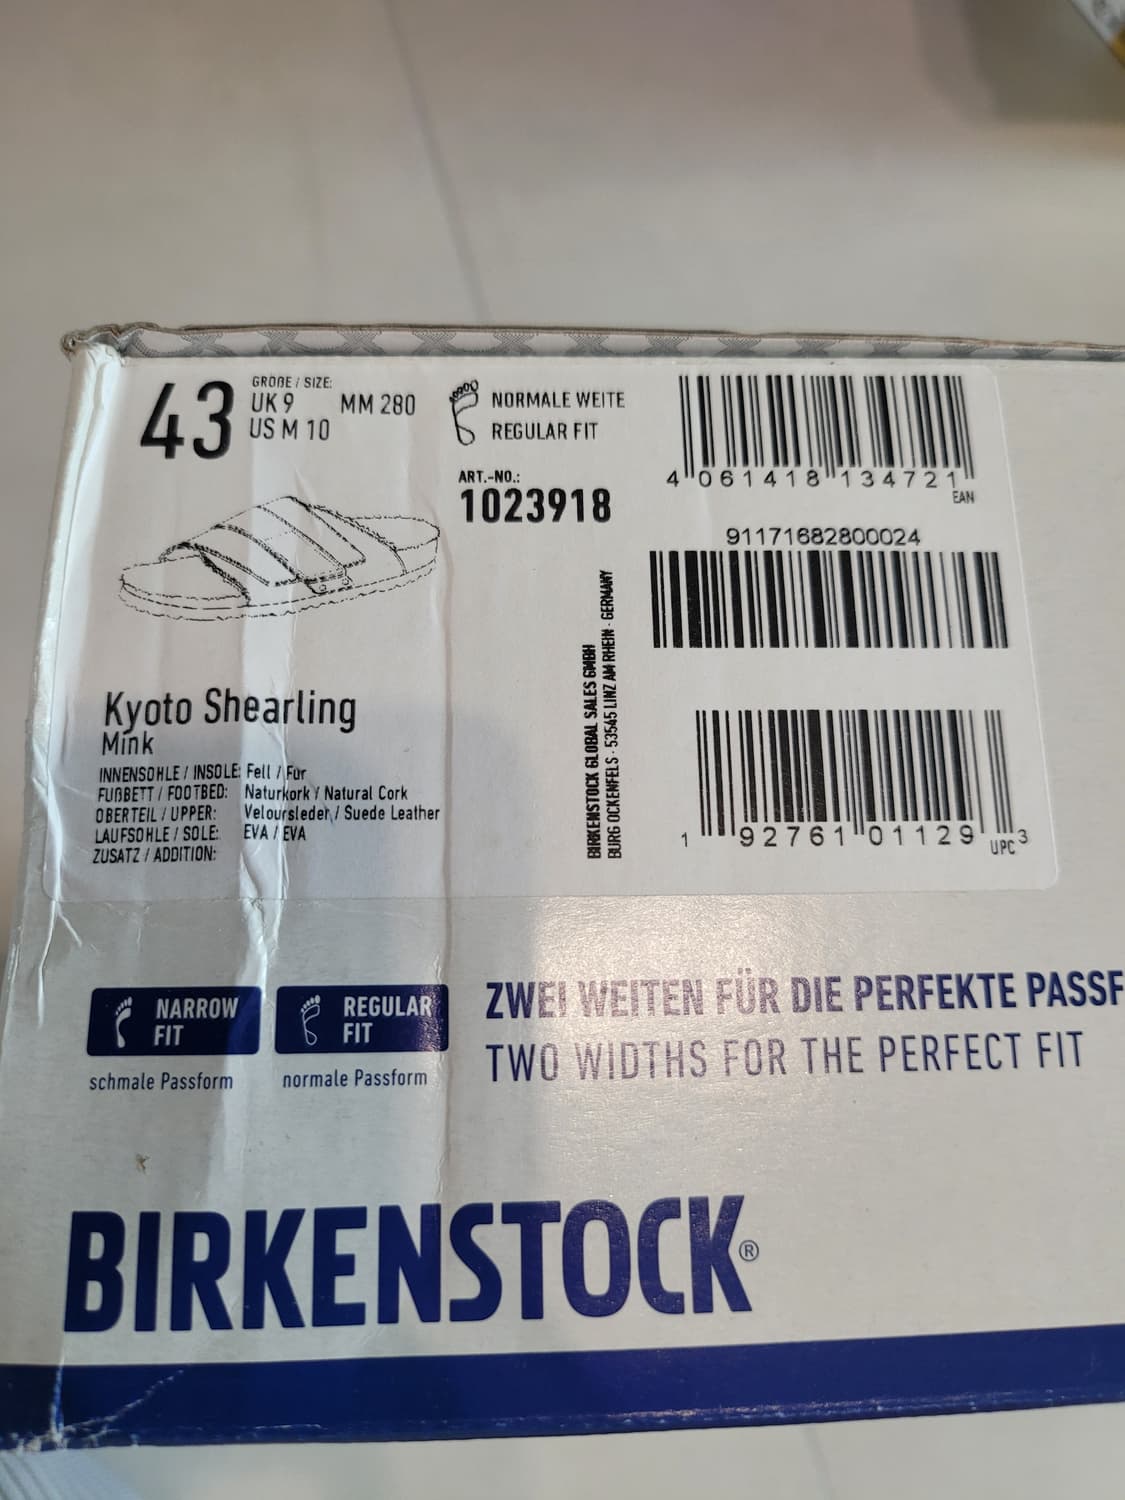 43
GRÖßE / SIZE:
UK 9 MM 280
US M 10
NORMALE WEITE
REGULAR FIT
ART.-NO.:
1023918
4 061418 134721
EAN
91171682800024
1 92761 01129 3
UPC
BIRKENSTOCK GLOBAL SALES GMBH
BURG OCKENFELS - 53545 LINZ AM RHEIN - GERMANY
Kyoto Shearling
Mink
INNENSOHLE / INSOLE: Fell / Fur
FUßBETT / FOOTBED: Naturkork / Natural Cork
OBERTEIL / UPPER: Veloursleder / Suede Leather
LAUFSOHLE / SOLE: EVA / EVA
ZUSATZ / ADDITION:
NARROW
FIT
schmale Passform
REGULAR
FIT
normale Passform
ZWEI WEITEN FÜR DIE PERFEKTE PASSF
TWO WIDTHS FOR THE PERFECT FIT
BIRKENSTOCK®